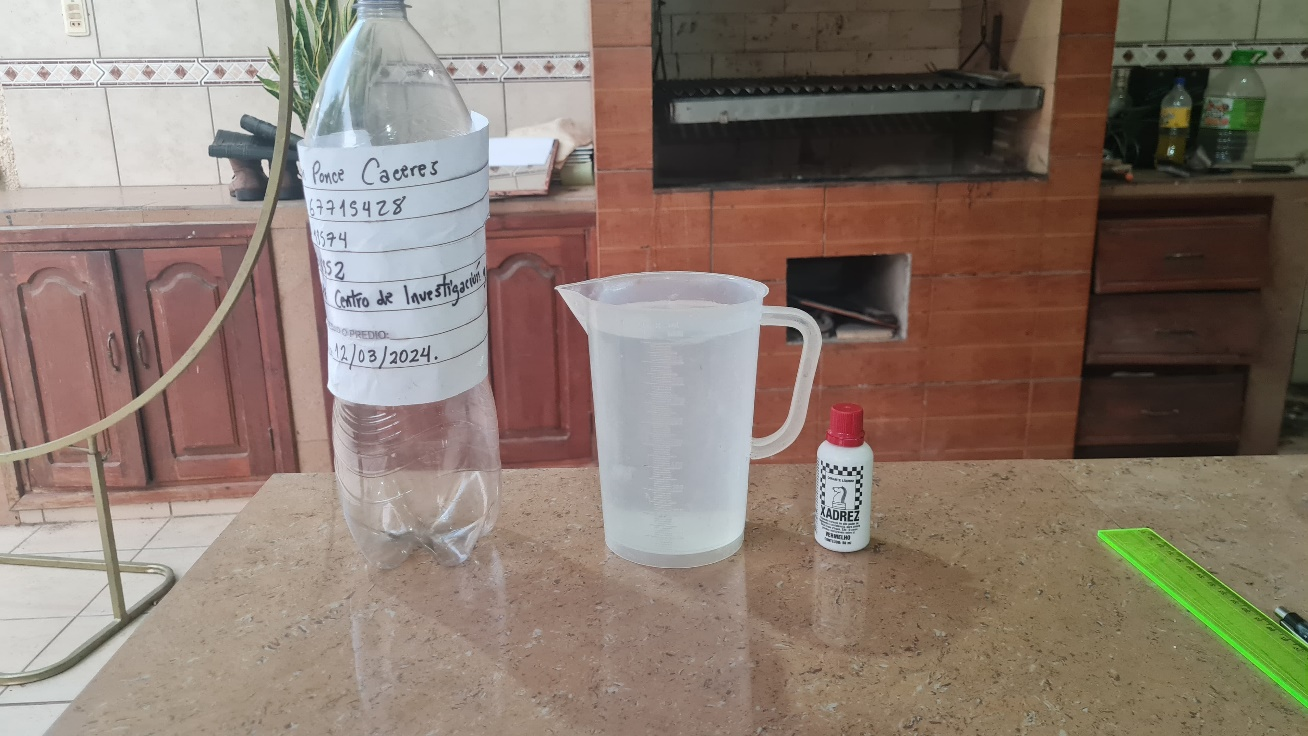 Ponce Caceres
67715428
1574
152
Centro de Investigación y
O PREDIO:
12/03/2024.
XADREZ
VERMELHO